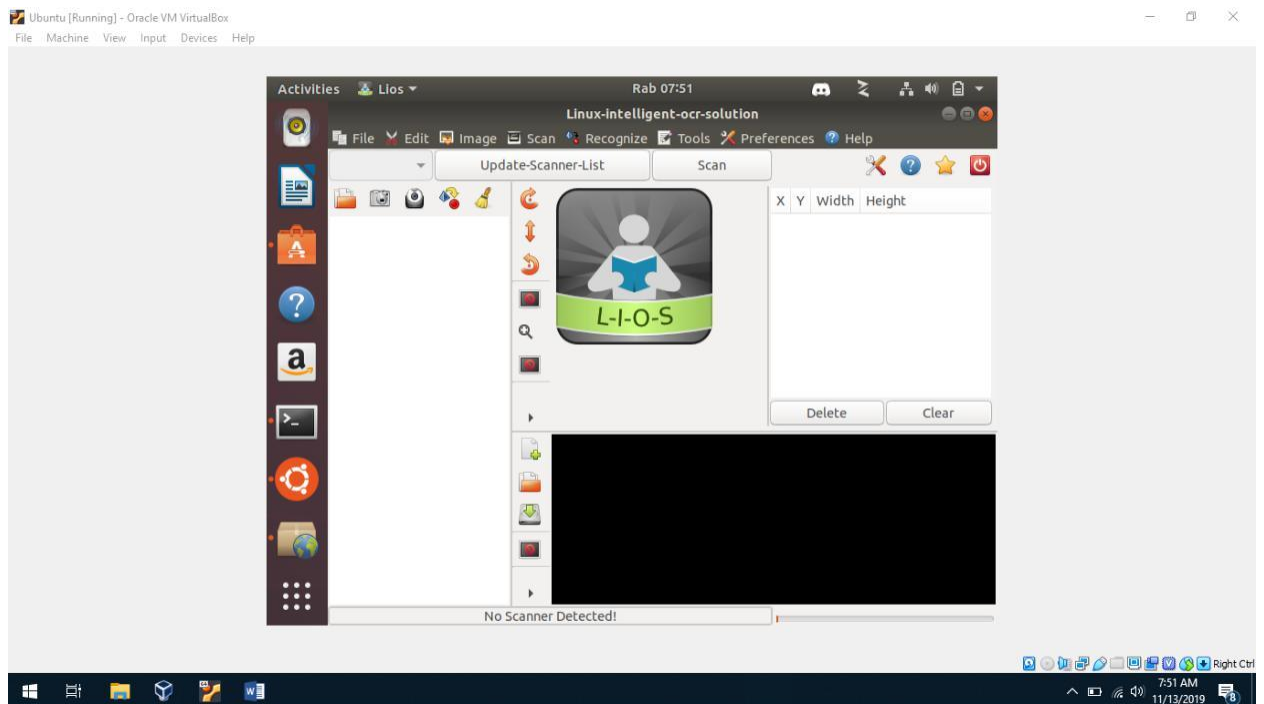 Ubuntu [Running] - Oracle VM VirtualBox
File Machine View Input Devices Help
Activities Lios Rab 07:51
Linux-intelligent-ocr-solution
File Edit Image Scan Recognize Tools Preferences Help
Update-Scanner-List Scan
X Y Width Height
L-I-O-S
Delete Clear
No Scanner Detected!
Right Ctrl
7:51 AM
11/13/2019
8